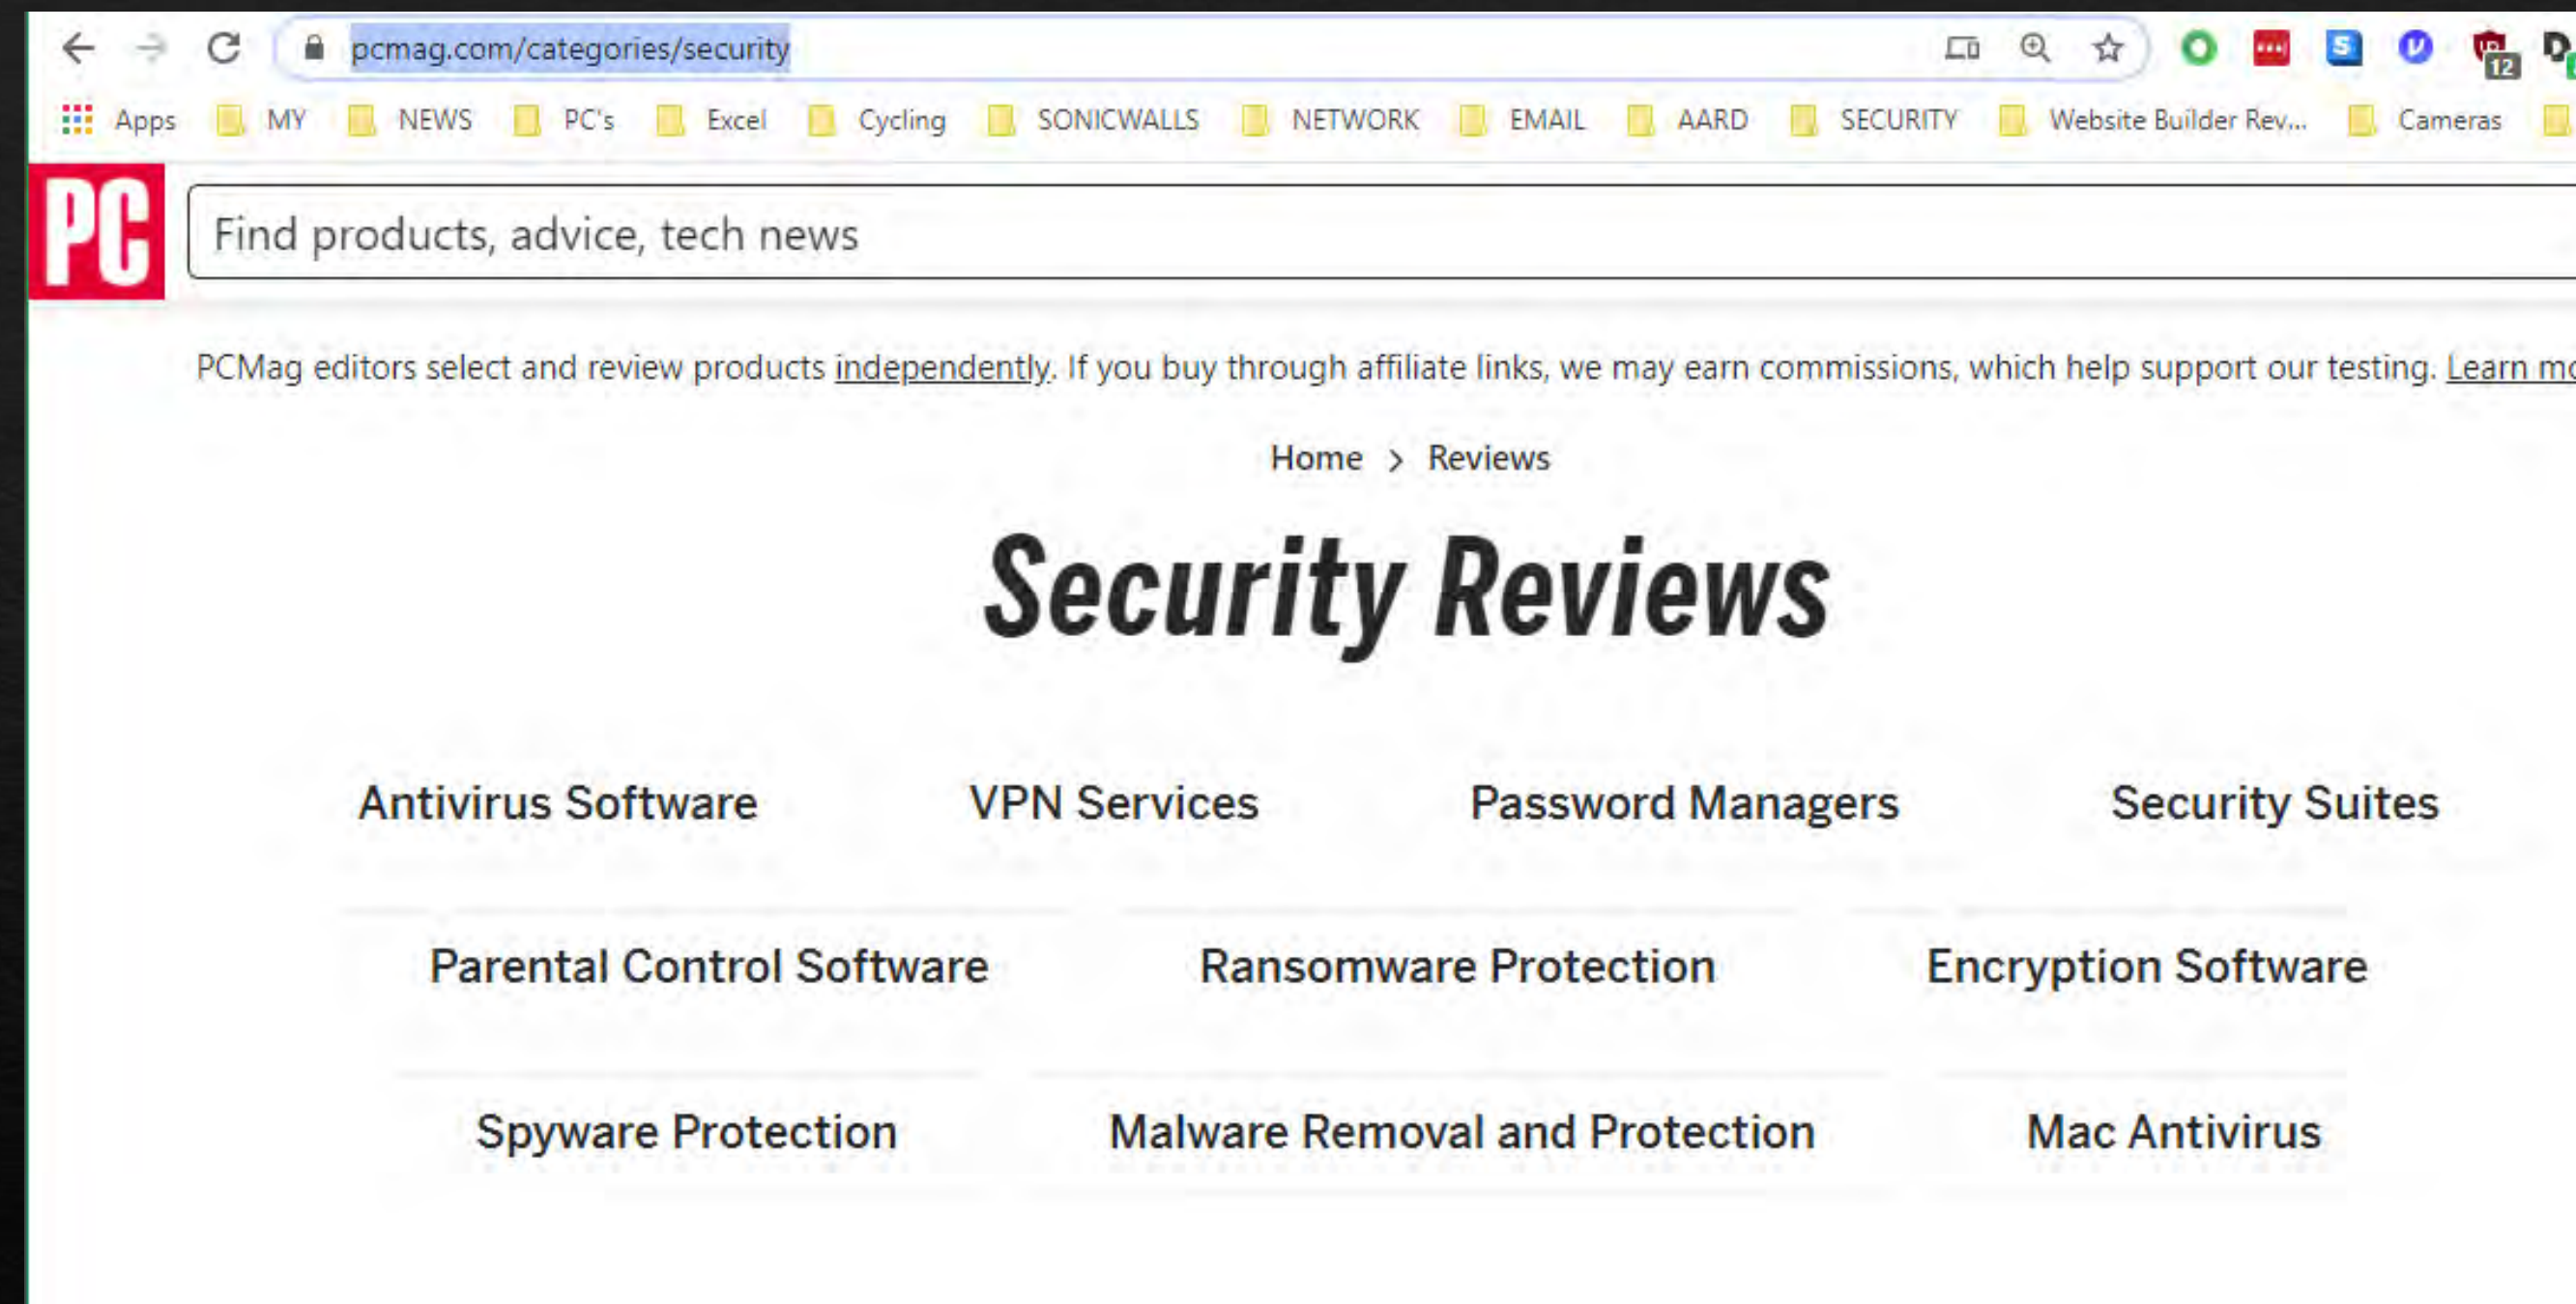 pcmag.com/categories/security
12
Apps MY NEWS PC's Excel Cycling SONICWALLS NETWORK EMAIL AARD SECURITY Website Builder Rev... Cameras
PC Find products, advice, tech news
PCMag editors select and review products independently. If you buy through affiliate links, we may earn commissions, which help support our testing. Learn
Home > Reviews
Security Reviews
Antivirus Software VPN Services Password Managers Security Suites
Parental Control Software Ransomware Protection Encryption Software
Spyware Protection Malware Removal and Protection Mac Antivirus